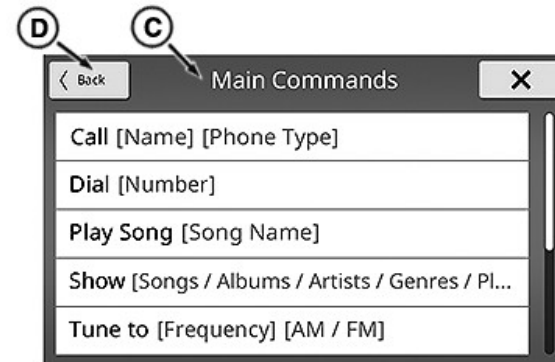 D
C
< Back
Main Commands
X
Call [Name] [Phone Type]
Dial [Number]
Play Song [Song Name]
Show [Songs / Albums / Artists / Genres / Pl...
Tune to [Frequency] [AM / FM]